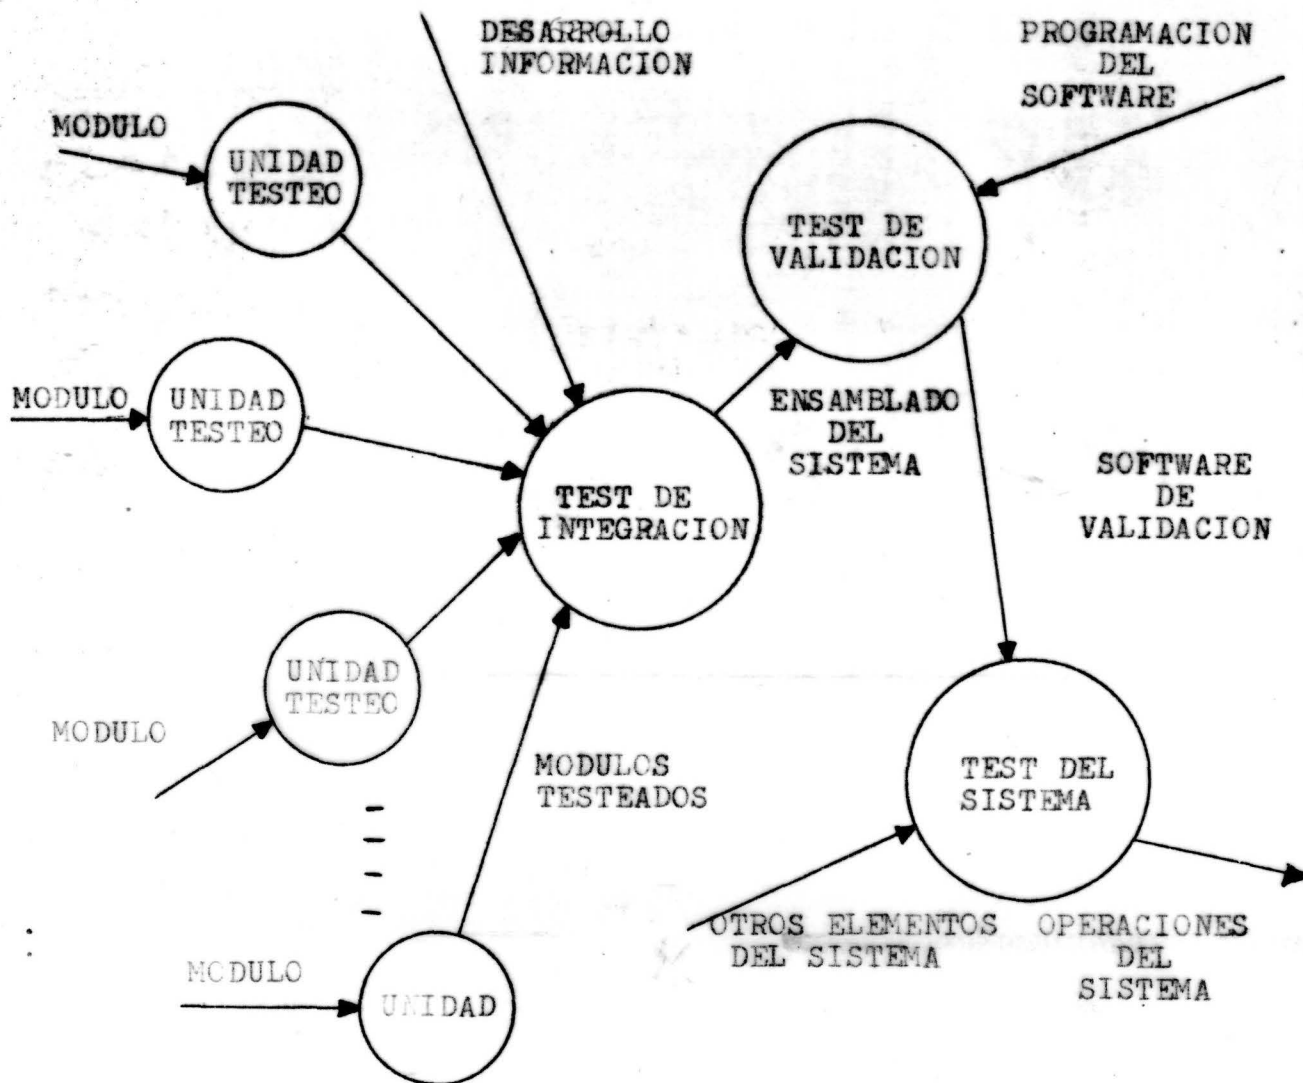 DESARROLLO
INFORMACION
PROGRAMACION
DEL
SOFTWARE
MODULO
UNIDAD
TESTEO
TEST DE
VALIDACION
MODULO
UNIDAD
TESTEO
ENSAMBLADO
DEL
SISTEMA
TEST DE
INTEGRACION
SOFTWARE
DE
VALIDACION
UNIDAD
TESTEO
MODULO
MODULOS
TESTEADOS
TEST DEL
SISTEMA
OTROS ELEMENTOS
DEL SISTEMA
OPERACIONES
DEL
SISTEMA
MODULO
UNIDAD